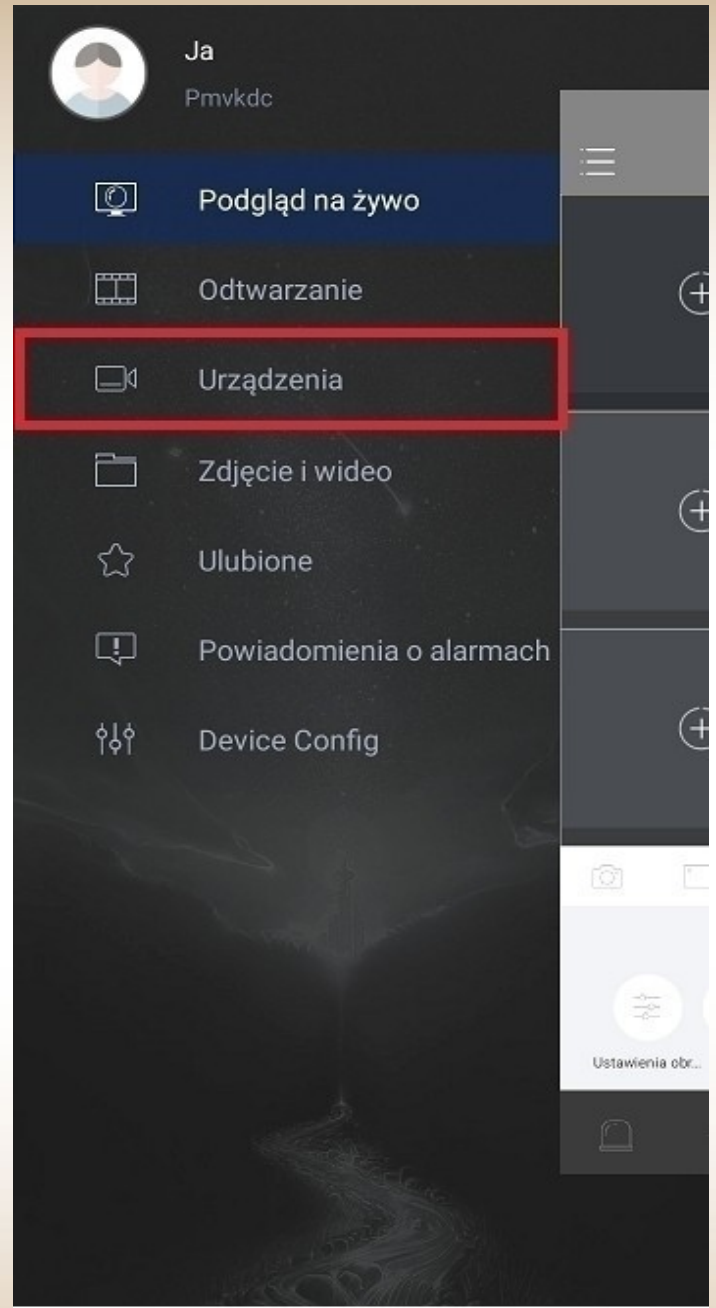 Ja
Pmvkdc
Podgląd na żywo
Odtwarzanie
Urządzenia
Zdjęcie i wideo
Ulubione
Powiadomienia o alarmach
Device Config
Ustawienia obr...